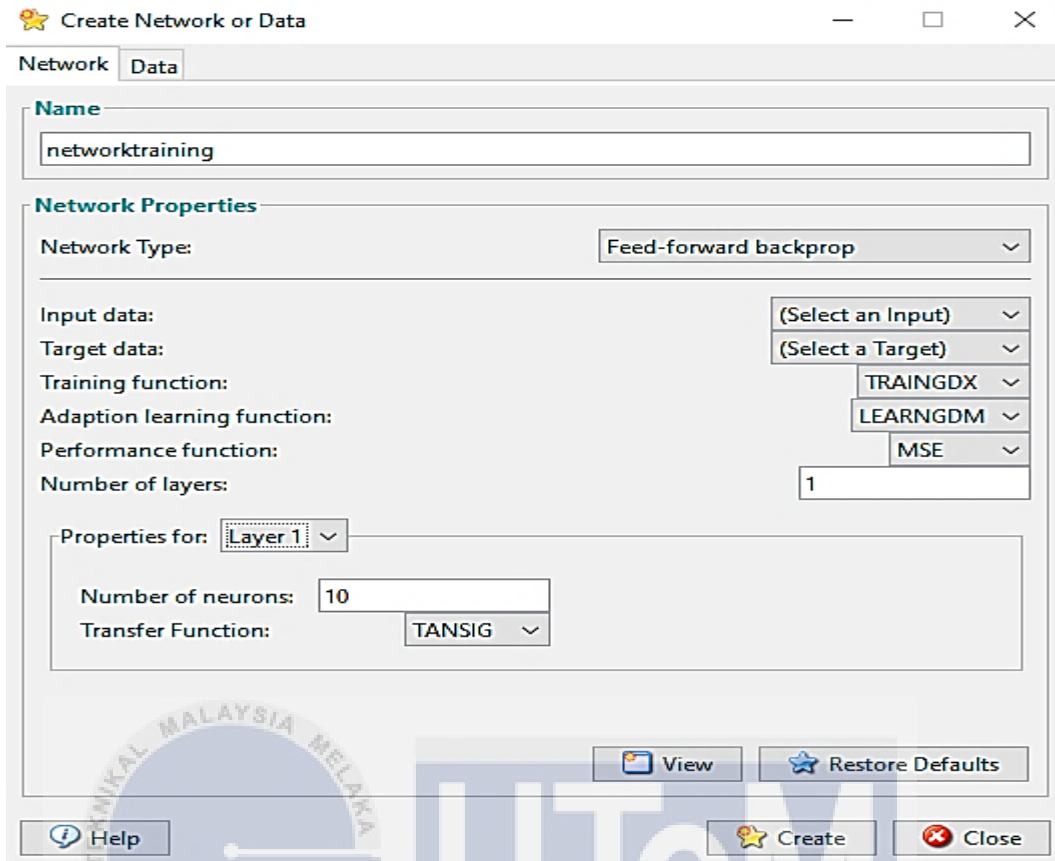 Create Network or Data
Network Data
Name
networktraining
Network Properties
Network Type: Feed-forward backprop
Input data: (Select an Input)
Target data: (Select a Target)
Training function: TRAINGDX
Adaption learning function: LEARNGDM
Performance function: MSE
Number of layers: 1
Properties for: Layer 1
Number of neurons: 10
Transfer Function: TANSIG
MALAYSIA MELAKA
View Restore Defaults
Help Create Close